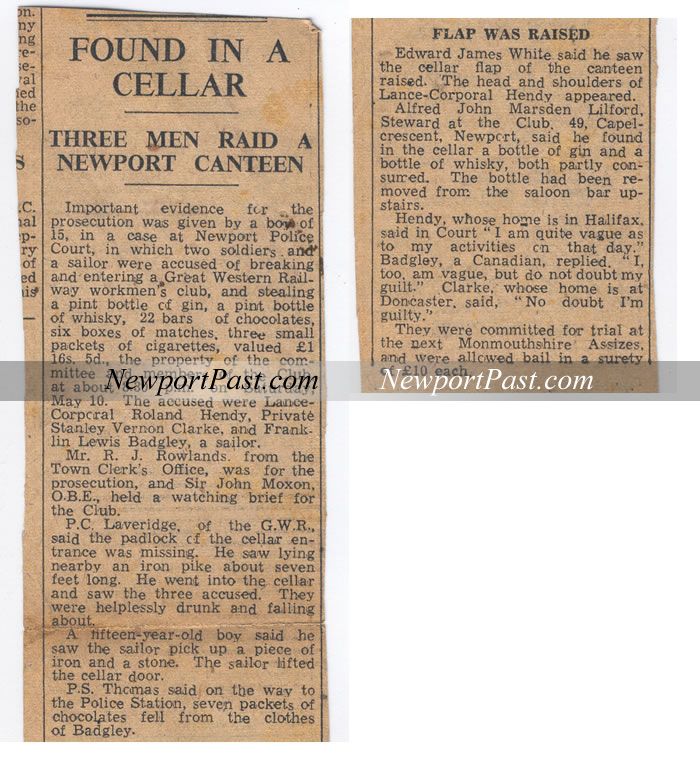 FOUND IN A
CELLAR
THREE MEN RAID A
NEWPORT CANTEEN
Important evidence for the
prosecution was given by a boy of
15, in a case at Newport Police
Court, in which two soldiers and
a sailor were accused of breaking
and entering a Great Western Rail-
way workmen's club, and stealing
a pint bottle of gin, a pint bottle
of whisky, 22 bars of chocolates,
six boxes of matches, three small
packets of cigarettes, valued £1
16s. 5d., the property of the com-
mittee and members of the Club
at about on Saturday,
May 10. The accused were Lance-
Corporal Roland Hendy, Private
Stanley Vernon Clarke, and Frank-
lin Lewis Badgley, a sailor.
Mr. R. J. Rowlands, from the
Town Clerk's Office, was for the
prosecution, and Sir John Moxon,
O.B.E., held a watching brief for
the Club.
P.C. Laveridge, of the G.W.R.,
said the padlock of the cellar en-
trance was missing. He saw lying
nearby an iron pike about seven
feet long. He went into the cellar
and saw the three accused. They
were helplessly drunk and falling
about.
A fifteen-year-old boy said he
saw the sailor pick up a piece of
iron and a stone. The sailor lifted
the cellar door.
P.S. Thomas said on the way to
the Police Station, seven packets of
chocolates fell from the clothes
of Badgley.
FLAP WAS RAISED
Edward James White said he saw
the cellar flap of the canteen
raised. The head and shoulders of
Lance-Corporal Hendy appeared.
Alfred John Marsden Lilford,
Steward at the Club, 49, Capel-
crescent, Newport, said he found
in the cellar a bottle of gin and a
bottle of whisky, both partly con-
sumed. The bottle had been re-
moved from the saloon bar up-
stairs.
Hendy, whose home is in Halifax,
said in Court "I am quite vague as
to my activities on that day."
Badgley, a Canadian, replied, "I,
too, am vague, but do not doubt my
guilt." Clarke, whose home is at
Doncaster, said, "No doubt I'm
guilty."
They were committed for trial at
the next Monmouthshire Assizes,
and were allowed bail in a surety
of £10 each.
NewportPast.com
NewportPast.com